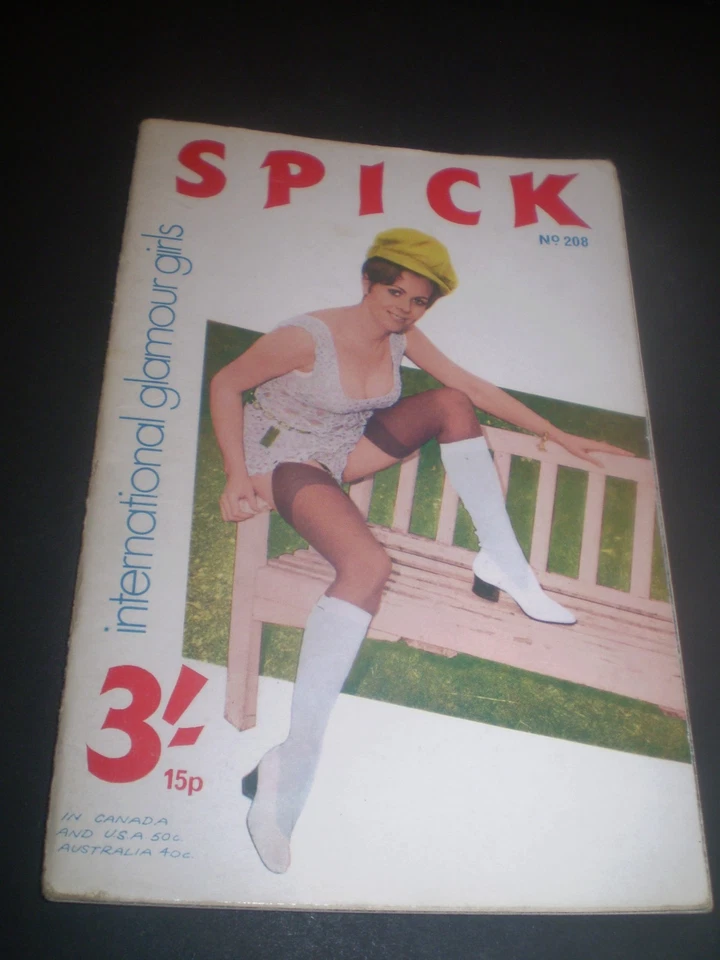 SPICK
Nº 208
international glamour girls
3/-
15p
IN CANADA
AND U.S.A 50c.
AUSTRALIA 40c.